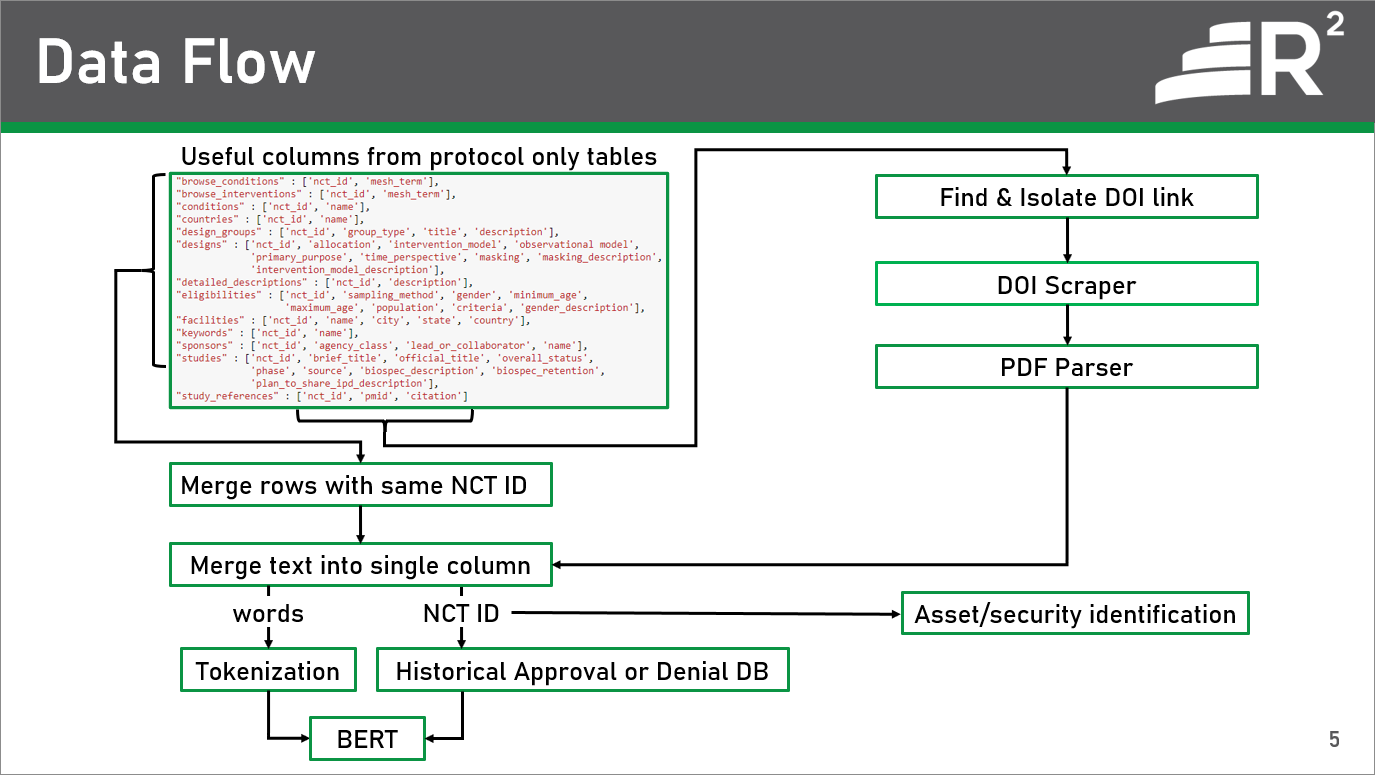 Data Flow
R2
Useful columns from protocol only tables
"browse_conditions" : ['nct_id', 'mesh_term'],
"browse_interventions" : ['nct_id', 'mesh_term'],
"conditions" : ['nct_id', 'name'],
"countries" : ['nct_id', 'name'],
"design_groups" : ['nct_id', 'group_type', 'title', 'description'],
"designs" : ['nct_id', 'allocation', 'intervention_model', 'observational model',
'primary_purpose', 'time_perspective', 'masking', 'masking_description',
'intervention_model_description'],
"detailed_descriptions" : ['nct_id', 'description'],
"eligibilities" : ['nct_id', 'sampling_method', 'gender', 'minimum_age',
'maximum_age', 'population', 'criteria', 'gender_description'],
"facilities" : ['nct_id', 'name', 'city', 'state', 'country'],
"keywords" : ['nct_id', 'name'],
"sponsors" : ['nct_id', 'agency_class', 'lead_or_collaborator', 'name'],
"studies" : ['nct_id', 'brief_title', 'official_title', 'overall_status',
'phase', 'source', 'biospec_description', 'biospec_retention',
'plan_to_share_ipd_description'],
"study_references" : ['nct_id', 'pmid', 'citation']
Find & Isolate DOI link
DOI Scraper
PDF Parser
Merge rows with same NCT ID
Merge text into single column
words
NCT ID
Asset/security identification
Tokenization
Historical Approval or Denial DB
BERT
5